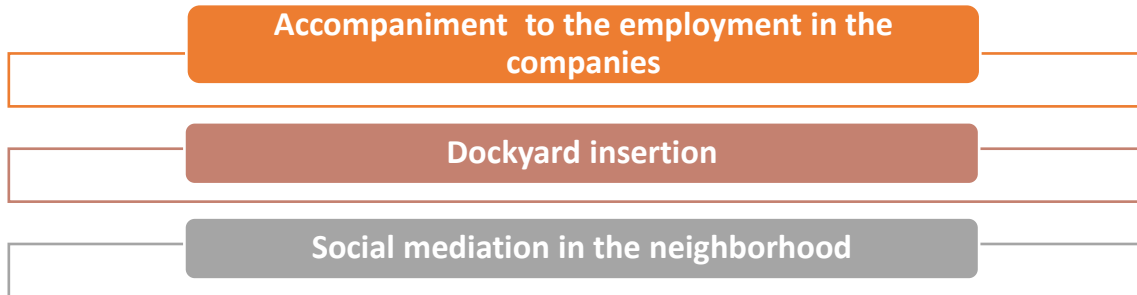 Accompaniment to the employment in the
companies
Dockyard insertion
Social mediation in the neighborhood